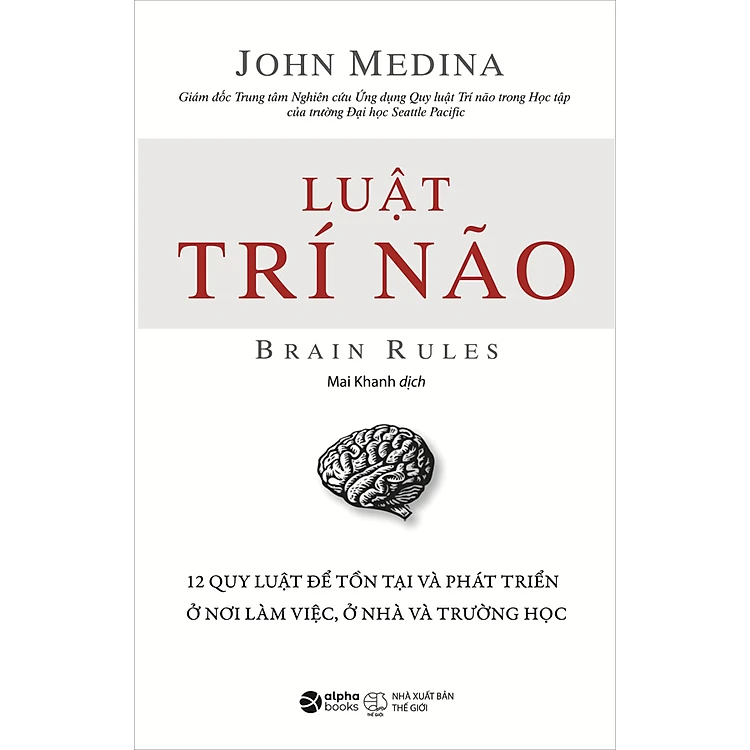 JOHN MEDINA
Giám đốc Trung tâm Nghiên cứu Ứng dụng Quy luật Trí não trong Học tập
của trường Đại học Seattle Pacific
LUẬT
TRÍ NÃO
BRAIN RULES
Mai Khanh dịch
12 QUY LUẬT ĐỂ TỒN TẠI VÀ PHÁT TRIỂN
Ở NƠI LÀM VIỆC, Ở NHÀ VÀ TRƯỜNG HỌC
alpha books
THẾ GIỚI
NHÀ XUẤT BẢN
THẾ GIỚI